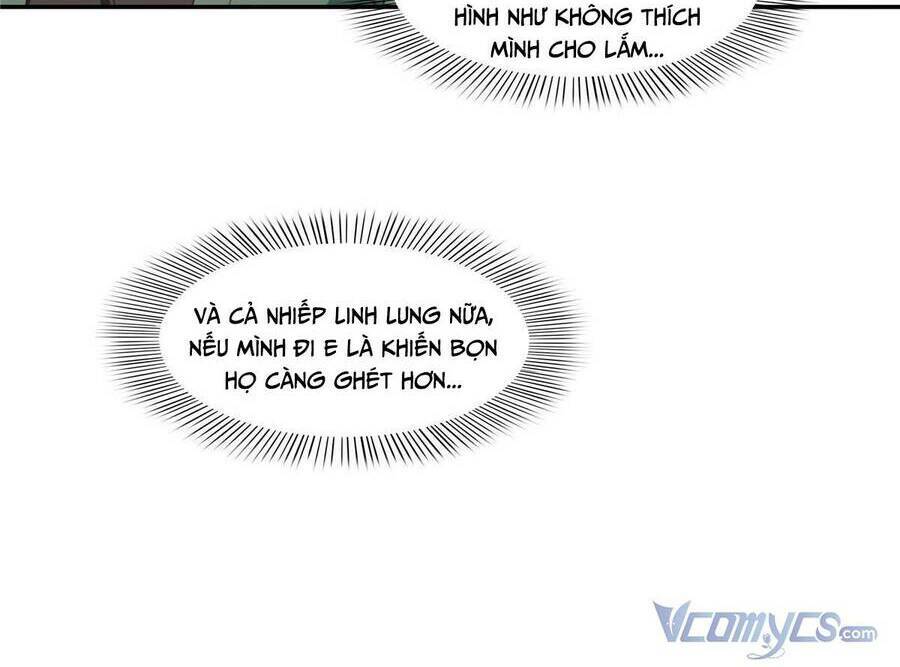 HÌNH NHƯ KHÔNG THÍCH
MÌNH CHO LẮM...
VÀ CẢ NHIẾP LINH LUNG NỮA,
NẾU MÌNH ĐI E LÀ KHIẾN BỌN
HỌ CÀNG GHÉT HƠN...
VCOMYCS.com